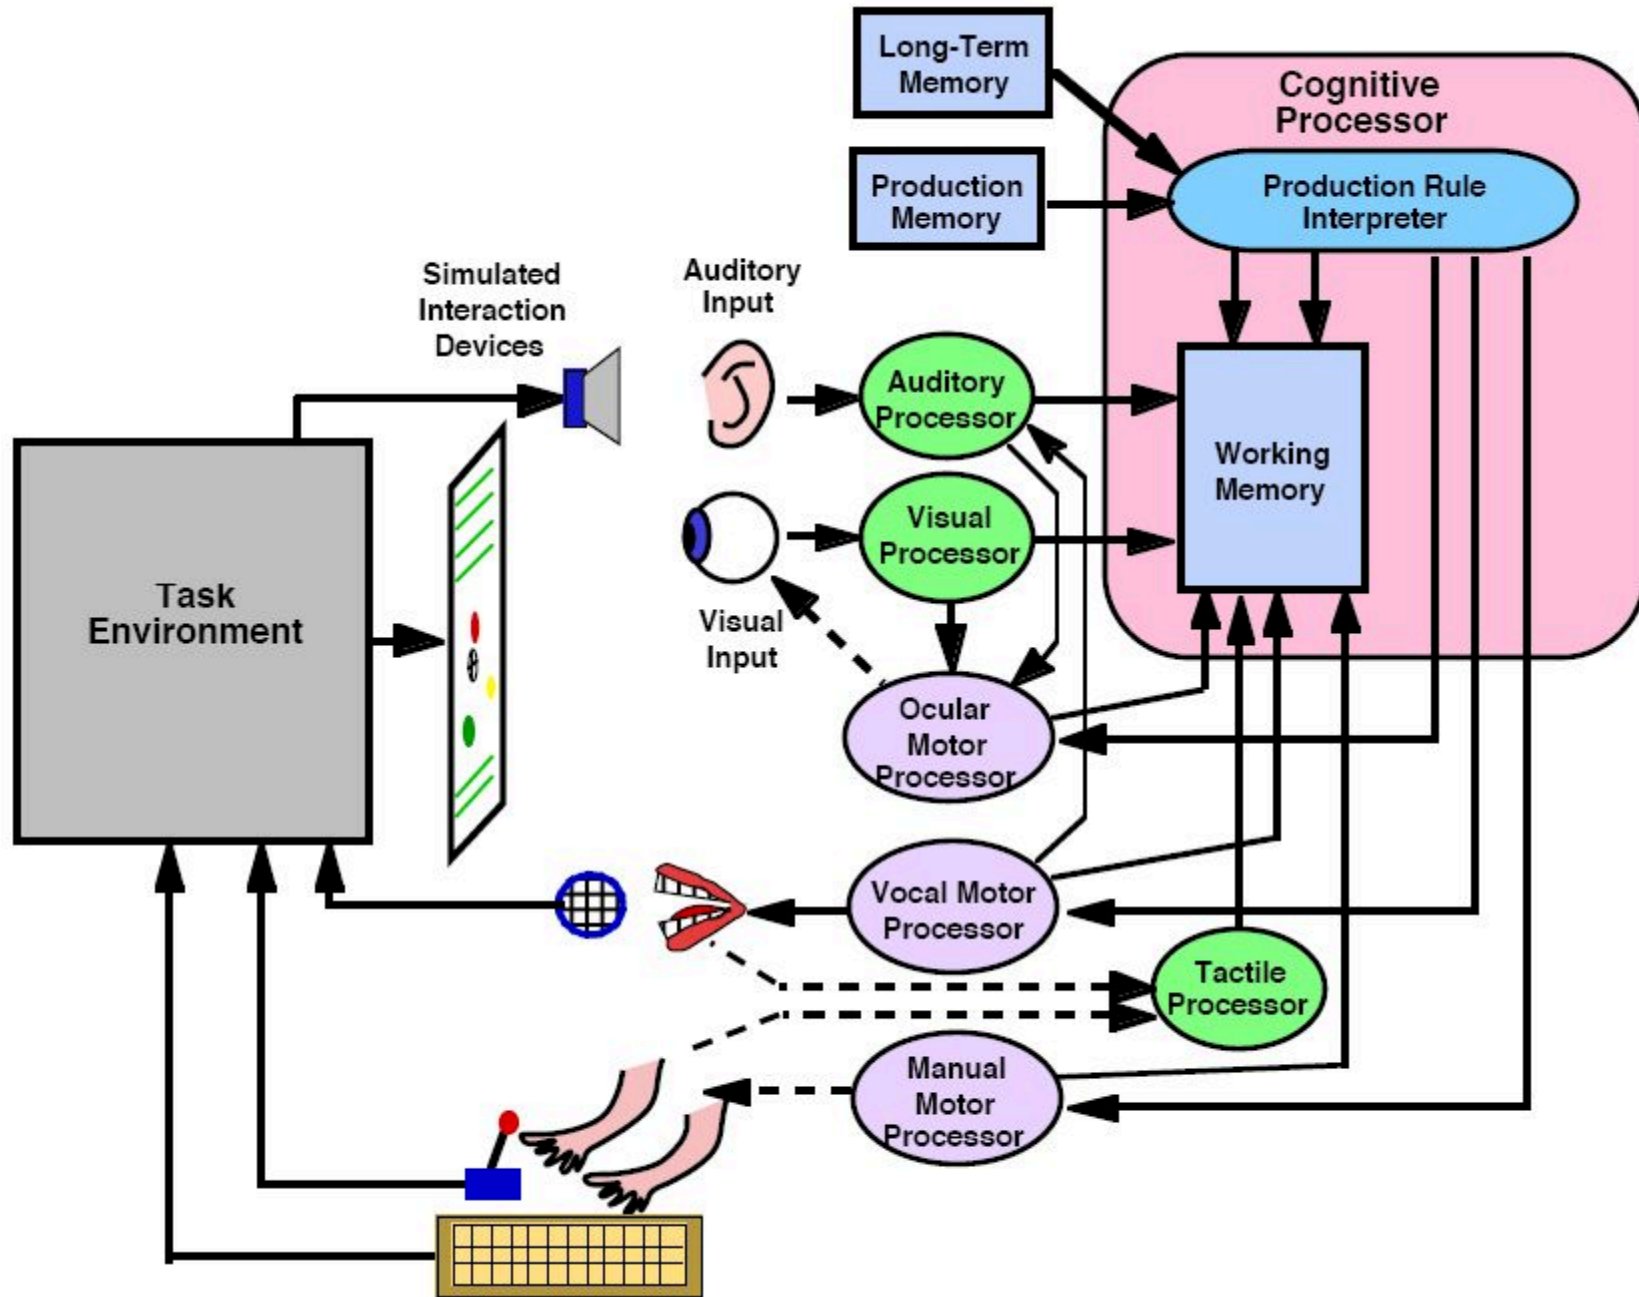 Long-Term
Memory
Cognitive
Processor
Production
Memory
Production Rule
Interpreter
Simulated
Interaction
Devices
Auditory
Input
Auditory
Processor
Working
Memory
Visual
Processor
Task
Environment
Visual
Input
Ocular
Motor
Processor
Vocal Motor
Processor
Tactile
Processor
Manual
Motor
Processor